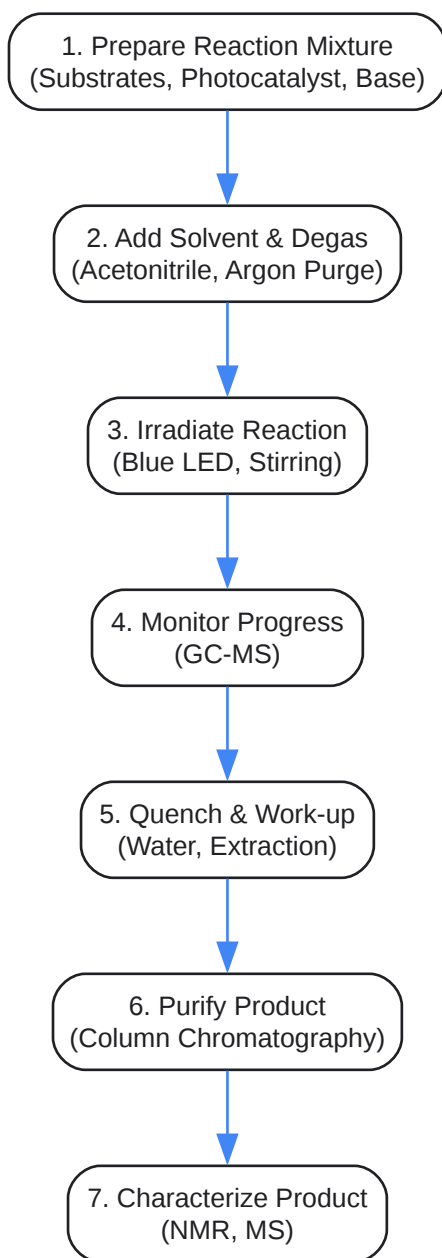 1. Prepare Reaction Mixture
(Substrates, Photocatalyst, Base)
2. Add Solvent & Degas
(Acetonitrile, Argon Purge)
3. Irradiate Reaction
(Blue LED, Stirring)
4. Monitor Progress
(GC-MS)
5. Quench & Work-up
(Water, Extraction)
6. Purify Product
(Column Chromatography)
7. Characterize Product
(NMR, MS)